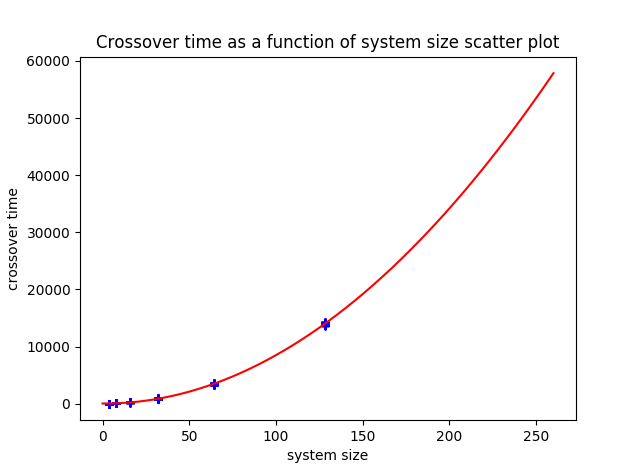 Crossover time as a function of system size scatter plot
60000
50000
40000
30000
20000
10000
0
crossover time
0 50 100 150 200 250
system size